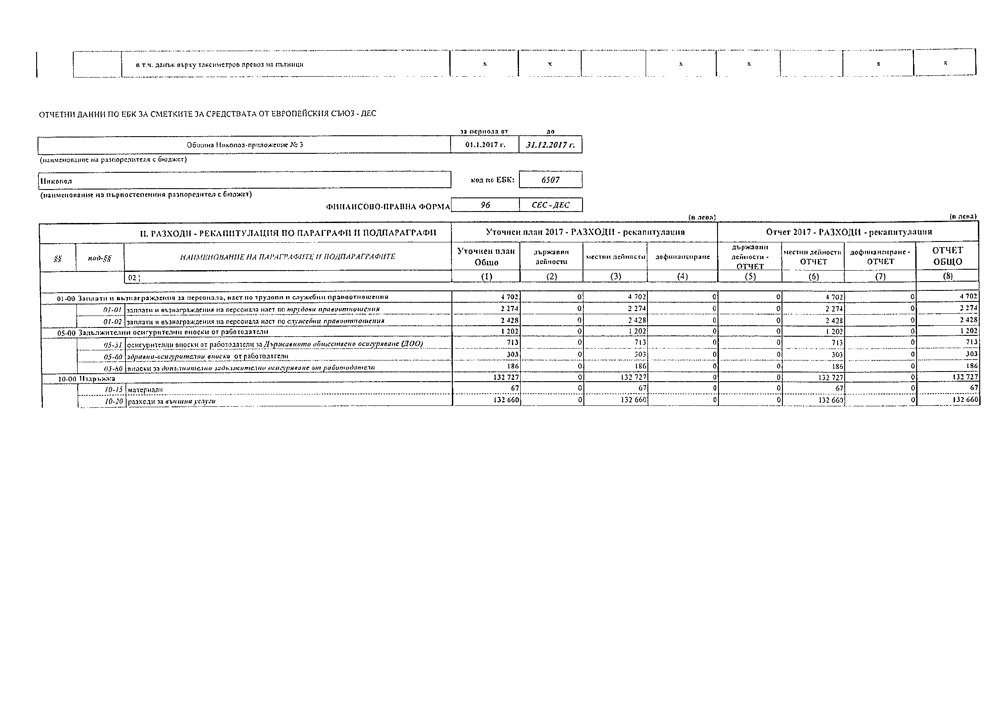 в т.ч. данък върху таксиметров превоз на пътници x x x x x x
ОТЧЕТНИ ДАННИ ПО ЕБК ЗА СМЕТКИТЕ ЗА СРЕДСТВАТА ОТ ЕВРОПЕЙСКИЯ СЪЮЗ - ДЕС
за периода от до
Община Никопол-приложение № 3 01.1.2017 г. 31.12.2017 г.
(наименование на разпоредителя с бюджет)
Никопол код по ЕБК: 6507
(наименование на първостепенния разпоредител с бюджет)
ФИНАНСОВО-ПРАВНА ФОРМА 96 СЕС - ДЕС
(в лева) (в лева)
II. РАЗХОДИ - РЕКАПИТУЛАЦИЯ ПО ПАРАГРАФИ И ПОДПАРАГРАФИ Уточнен план 2017 - РАЗХОДИ - рекапитулация Отчет 2017 - РАЗХОДИ - рекапитулация
§§ под-§§ НАИМЕНОВАНИЕ НА ПАРАГРАФИТЕ И ПОДПАРАГРАФИТЕ Уточнен план Общо държавни дейности местни дейности дофинансиране държавни дейности - ОТЧЕТ местни дейности ОТЧЕТ дофинансиране - ОТЧЕТ ОТЧЕТ ОБЩО
02 (1) (2) (3) (4) (5) (6) (7) (8)
01-00 Заплати и възнаграждения за персонала, нает по трудови и служебни правоотношения 4 702 0 4 702 0 0 4 702 0 4 702
01-01 заплати и възнаграждения на персонала нает по трудови правоотношения 2 274 0 2 274 0 0 2 274 0 2 274
01-02 заплати и възнаграждения на персонала нает по служебни правоотношения 2 428 0 2 428 0 0 2 428 0 2 428
05-00 Задължителни осигурителни вноски от работодатели 1 202 0 1 202 0 0 1 202 0 1 202
05-51 осигурителни вноски от работодатели за Държавното обществено осигуряване (ДОО) 713 0 713 0 0 713 0 713
05-60 здравно-осигурителни вноски от работодатели 303 0 303 0 0 303 0 303
05-80 вноски за допълнително задължително осигуряване от работодатели 186 0 186 0 0 186 0 186
10-00 Издръжка 132 727 0 132 727 0 0 132 727 0 132 727
10-15 материали 67 0 67 0 0 67 0 67
10-20 разходи за външни услуги 132 660 0 132 660 0 0 132 660 0 132 660